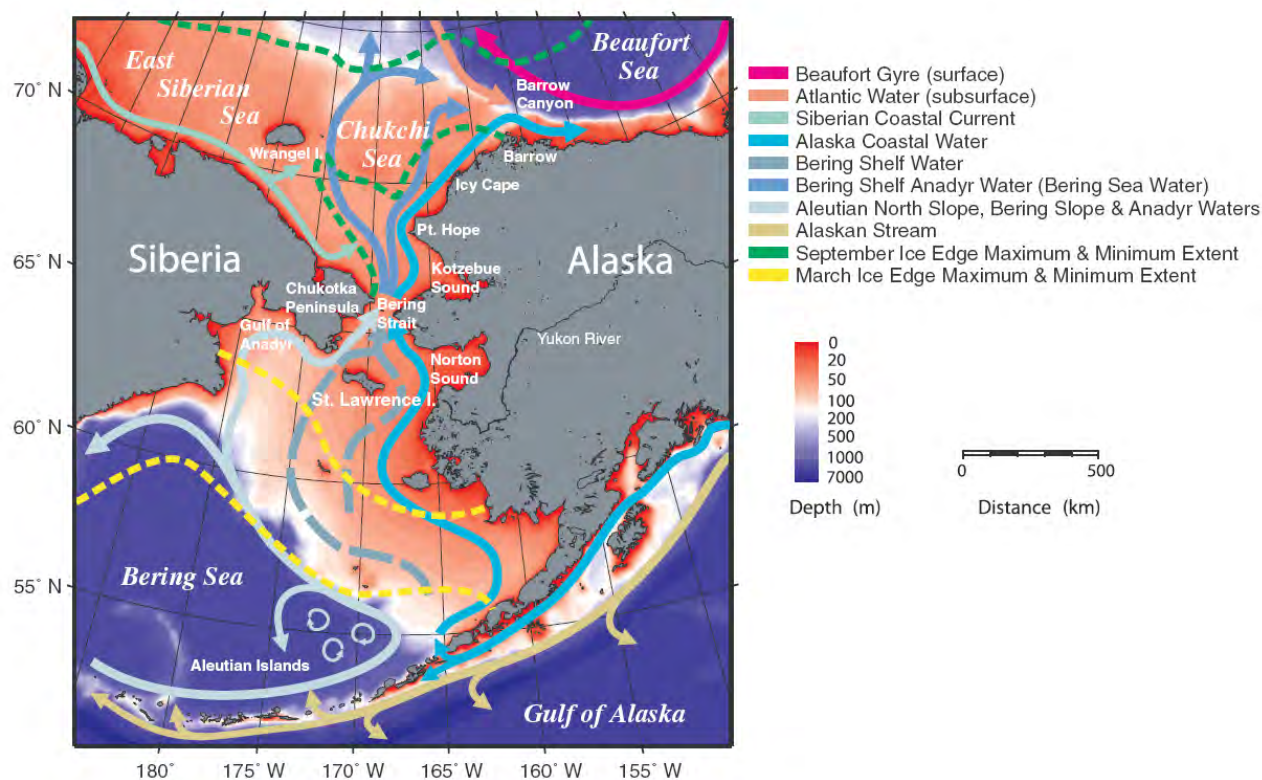 East
Siberian
Sea
Beaufort
Sea
Barrow
Canyon
Chukchi
Sea
Wrangel I.
Barrow
Icy Cape
Pt. Hope
Siberia
Alaska
Kotzebue
Sound
Chukotka
Peninsula
Bering
Strait
Gulf of
Anadyr
Yukon River
Norton
Sound
St. Lawrence I.
Bering Sea
Aleutian Islands
Gulf of Alaska
70° N
65° N
60° N
55° N
180°
175° W
170° W
165° W
160° W
155° W
Beaufort Gyre (surface)
Atlantic Water (subsurface)
Siberian Coastal Current
Alaska Coastal Water
Bering Shelf Water
Bering Shelf Anadyr Water (Bering Sea Water)
Aleutian North Slope, Bering Slope & Anadyr Waters
Alaskan Stream
September Ice Edge Maximum & Minimum Extent
March Ice Edge Maximum & Minimum Extent
0
20
50
100
200
500
1000
7000
Depth (m)
0 500
Distance (km)